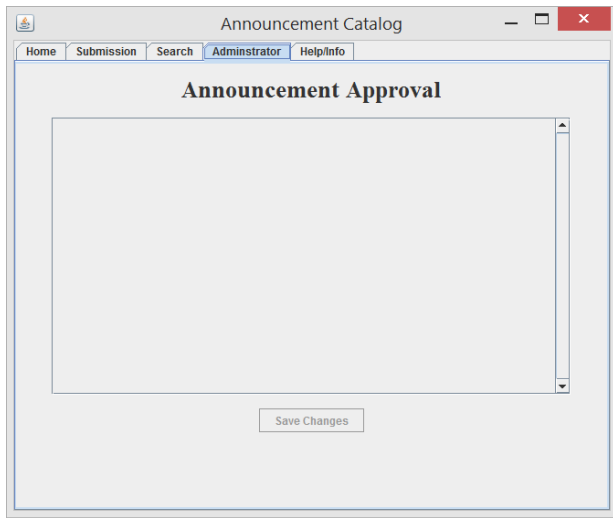 Announcement Catalog
Home Submission Search Adminstrator Help/Info
Announcement Approval
Save Changes